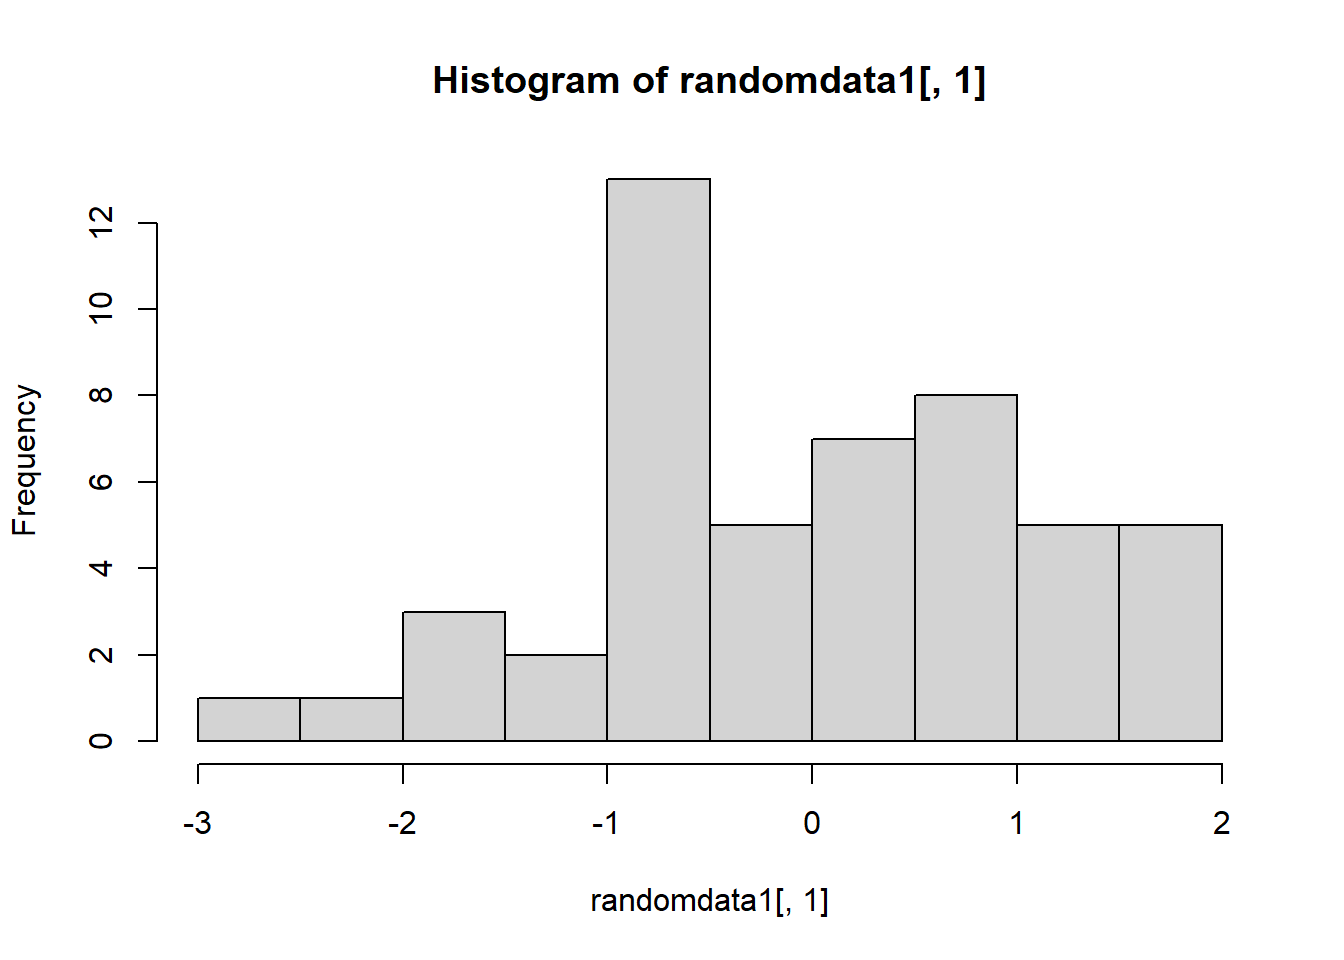 Histogram of randomdata1[, 1]
Frequency
12
10
8
6
4
2
0
-3 -2 -1 0 1 2
randomdata1[, 1]